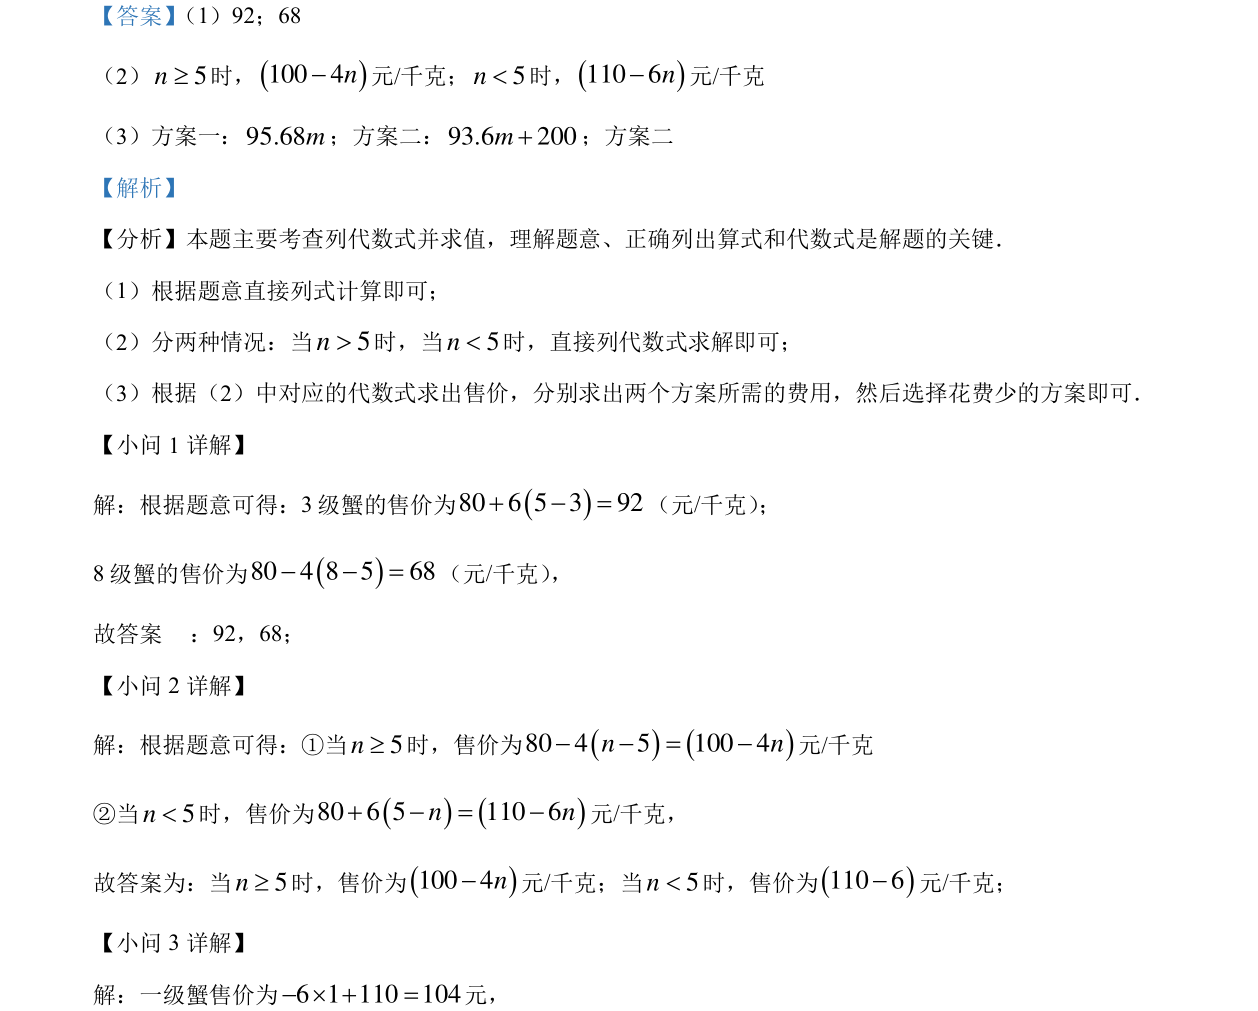 【答案】（1）92；68
（2）n ≥ 5时，(100－4n)元/千克；n < 5时，(110－6n)元/千克
（3）方案一：95.68m；方案二：93.6m+200；方案二
【解析】
【分析】本题主要考查列代数式并求值，理解题意、正确列出算式和代数式是解题的关键．
（1）根据题意直接列式计算即可；
（2）分两种情况：当n > 5时，当n < 5时，直接列代数式求解即可；
（3）根据（2）中对应的代数式求出售价，分别求出两个方案所需的费用，然后选择花费少的方案即可．
【小问 1 详解】
解：根据题意可得：3 级蟹的售价为80+6(5－3)=92（元/千克）；
8 级蟹的售价为80－4(8－5)=68（元/千克），
故答案 ：92，68；
【小问 2 详解】
解：根据题意可得：①当n ≥ 5时，售价为80－4(n－5)=(100－4n)元/千克
②当n < 5时，售价为80+6(5－n)=(110－6n)元/千克，
故答案为：当n ≥ 5时，售价为(100－4n)元/千克；当n < 5时，售价为(110－6)元/千克；
【小问 3 详解】
解：一级蟹售价为–6×1+110=104元，